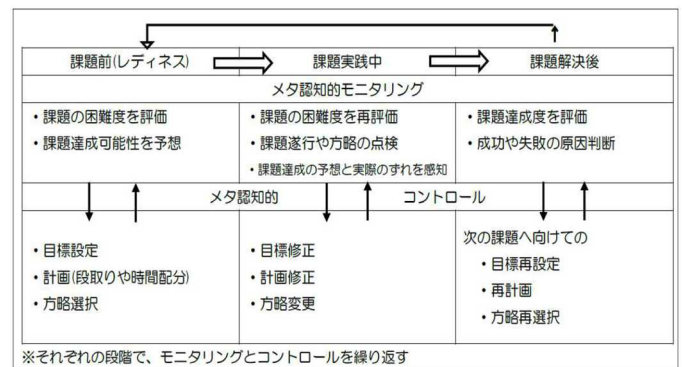 課題前(レディネス)
課題実践中
課題解決後
メタ認知的モニタリング
・課題の困難度を評価
・課題達成可能性を予想
・課題の困難度を再評価
・課題遂行や方略の点検
・課題達成の予想と実際のずれを感知
・課題達成度を評価
・成功や失敗の原因判断
メタ認知的 コントロール
・目標設定
・計画(段取りや時間配分)
・方略選択
・目標修正
・計画修正
・方略変更
次の課題へ向けての
・目標再設定
・再計画
・方略再選択
※それぞれの段階で、モニタリングとコントロールを繰り返す